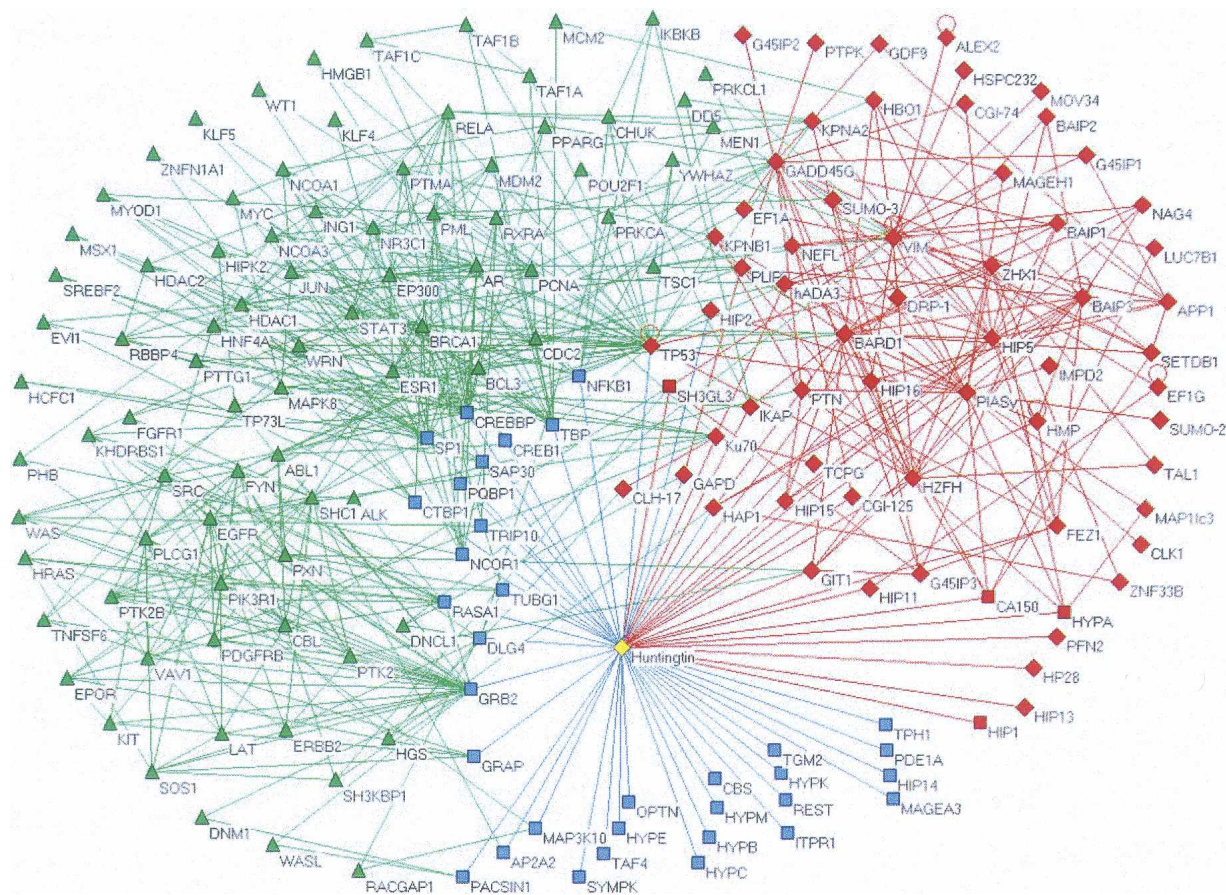 TAF1B
MCM2
IKBKB
G45IP2
PTPK
GDF9
ALEX2
TAF1C
HMGB1
TAF1A
PRKCL1
HSPC232
WT1
DD5
HBO1
CGI-74
MOV34
KLF5
KLF4
RELA
PPARG
CHUK
MEN1
KPNA2
BAIP2
ZNFN1A1
NCOA1
PTMA
MDM2
POU2F1
YWHAZ
GADD45G
MAGEH1
G45IP1
MYOD1
MYC
ING1
NR3C1
PML
RXRA
PRKCA
EF1A
SUMO-3
NAG4
MSX1
NCOA3
KPNB1
NEFL
VIM
BAIP1
LUC7B1
HIPK2
HDAC2
JUN
EP300
AR
PCNA
TSC1
PLIP
hADA3
DRP-1
ZHX1
BAIP3
APP1
SREBF2
HDAC1
STAT3
HIP2
EVI1
RBBP4
HNF4A
WRN
BRCA1
CDC2
TP53
BARD1
HIP5
SETDB1
PTTG1
ESR1
BCL3
NFKB1
SH3GL3
PTN
HIP16
IMPD2
EF1G
HCFC1
MAPK8
PIASy
FGFR1
TP73L
CREBBP
TBP
IKAP
HMP
SUMO-2
KHDRBS1
SP1
CREB1
Ku70
PHB
ABL1
SAP30
TCPG
TAL1
SRC
FYN
PQBP1
GAPD
HZFH
CLH-17
CGI-125
SHC1
ALK
CTBP1
HAP1
HIP15
MAP1lc3
WAS
EGFR
TRIP10
FEZ1
PLCG1
CLK1
HRAS
PXN
NCOR1
GIT1
G45IP3
PIK3R1
TUBG1
HIP11
ZNF33B
PTK2B
RASA1
CA150
HYPA
TNFSF6
CBL
DNCL1
DLG4
PDGFRB
Huntingtin
PFN2
VAV1
PTK2
EPOR
GRB2
HP28
KIT
HIP13
LAT
ERBB2
HGS
TPH1
HIP1
GRAP
TGM2
PDE1A
SOS1
SH3KBP1
CBS
HYPK
HIP14
OPTN
HYPM
REST
MAGEA3
DNM1
MAP3K10
HYPE
HYPB
ITPR1
WASL
AP2A2
TAF4
HYPC
RACGAP1
PACSIN1
SYMPK